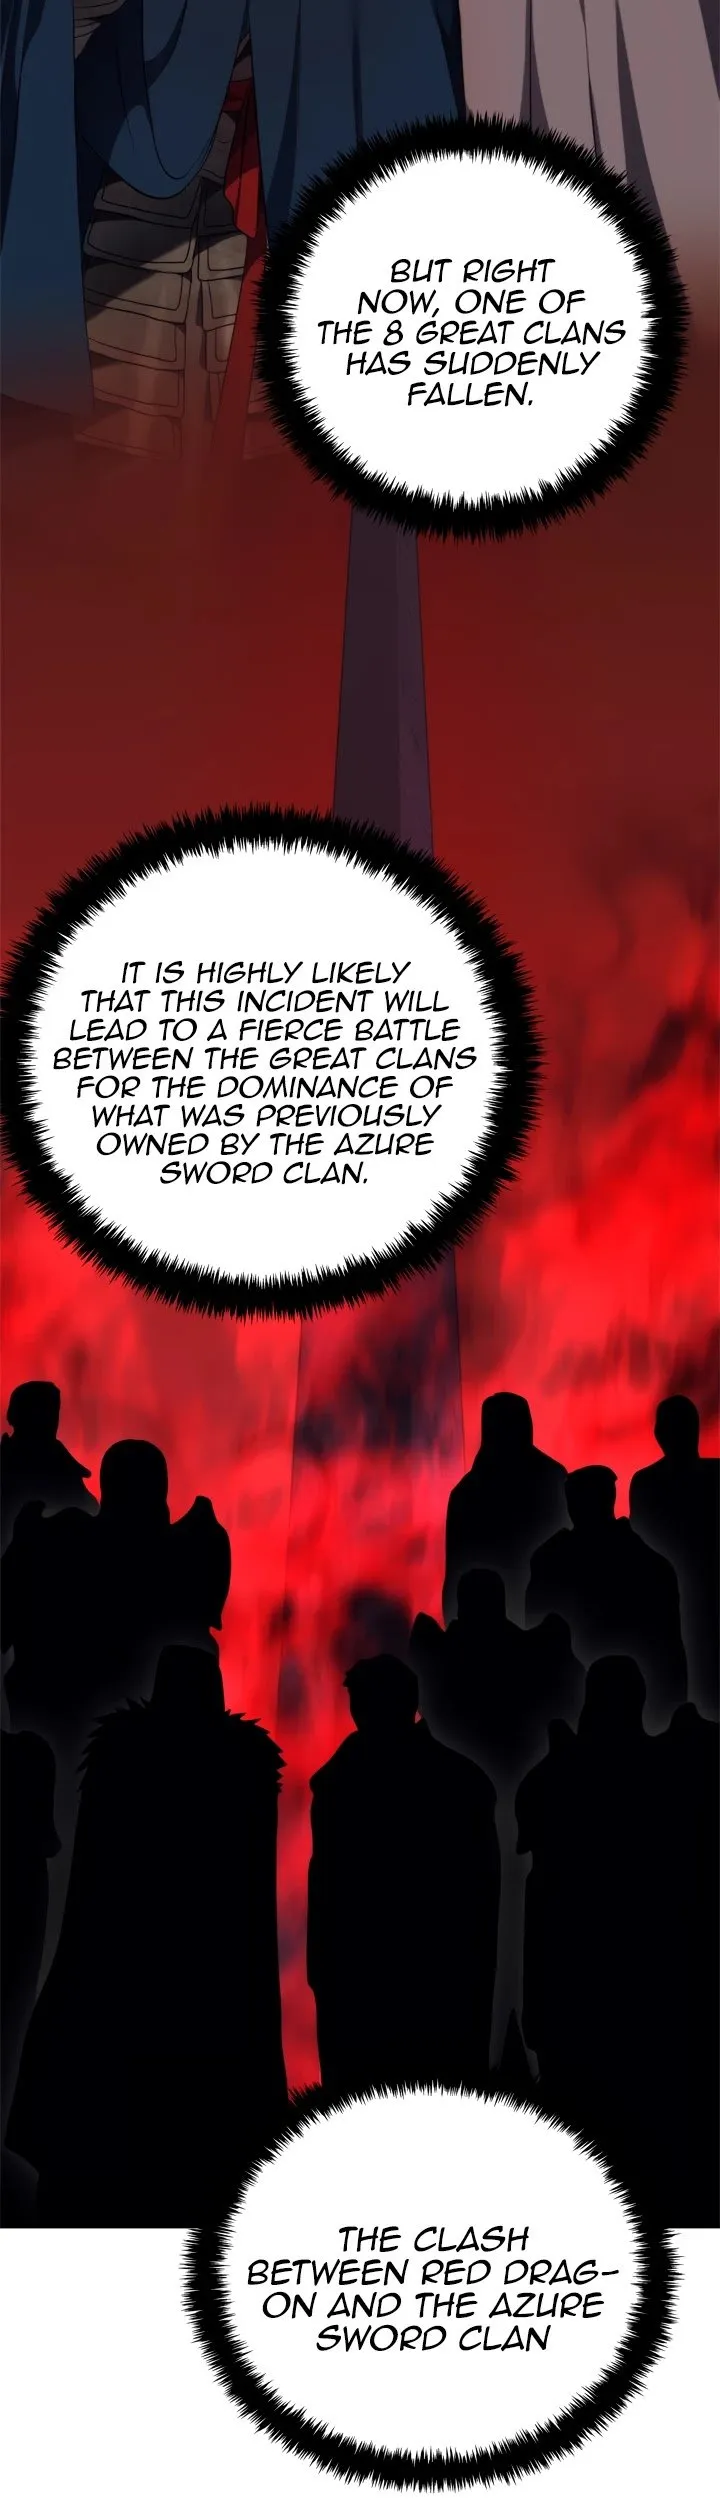 BUT RIGHT
NOW, ONE OF
THE 8 GREAT CLANS
HAS SUDDENLY
FALLEN.
IT IS HIGHLY LIKELY
THAT THIS INCIDENT WILL
LEAD TO A FIERCE BATTLE
BETWEEN THE GREAT CLANS
FOR THE DOMINANCE OF
WHAT WAS PREVIOUSLY
OWNED BY THE AZURE
SWORD CLAN.
THE CLASH
BETWEEN RED DRAG-
ON AND THE AZURE
SWORD CLAN